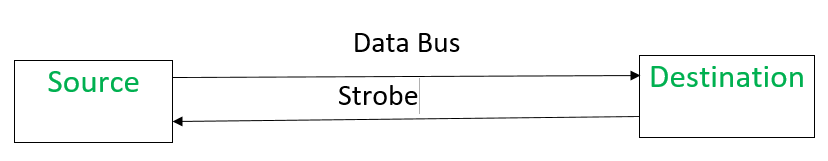 Data Bus
Source
Destination
Strobe